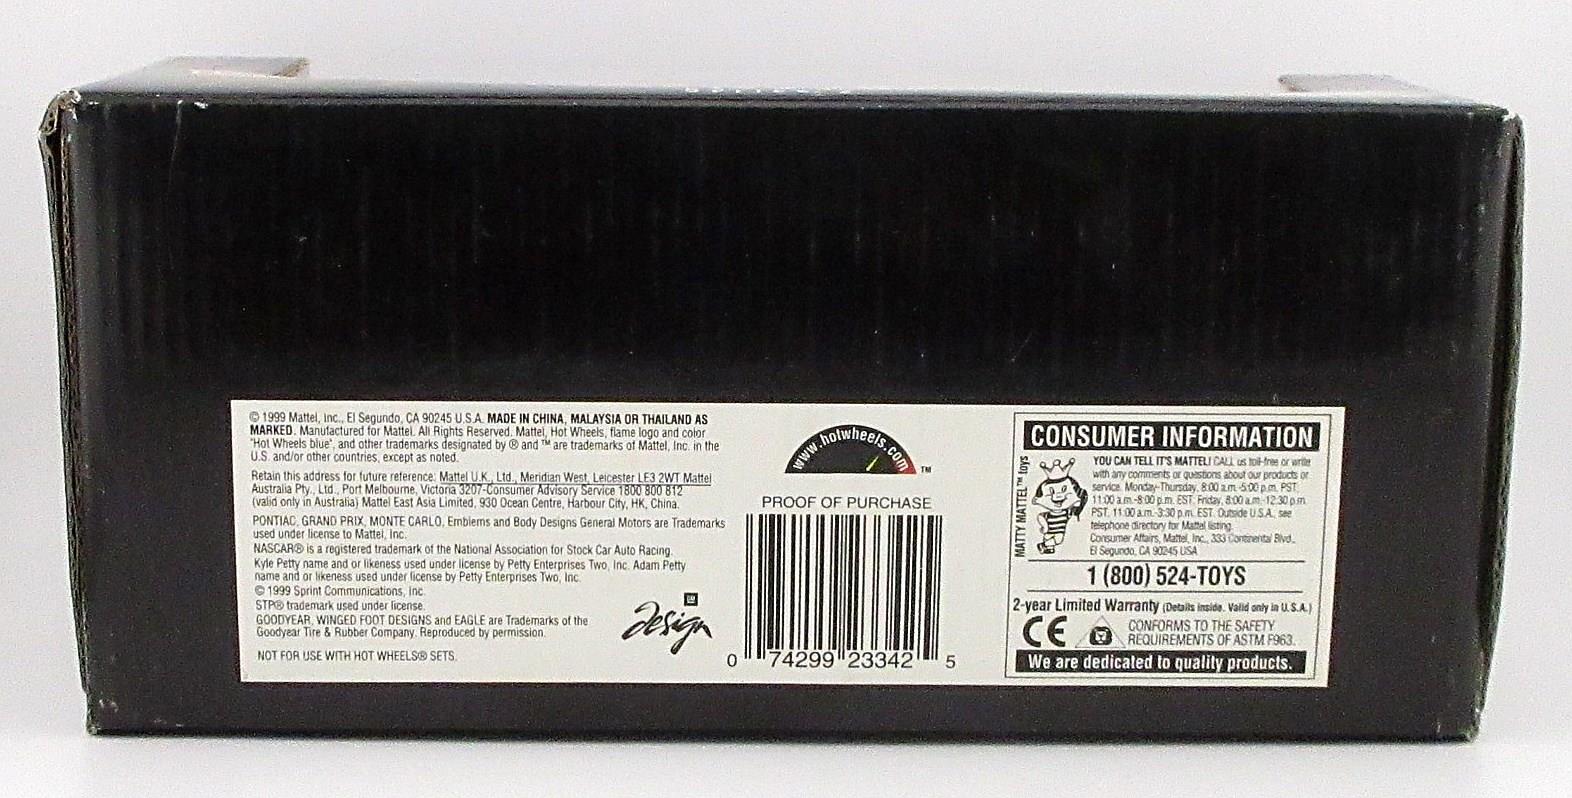 © 1999 Mattel, Inc., El Segundo, CA 90245 U.S.A. MADE IN CHINA, MALAYSIA OR THAILAND AS
MARKED. Manufactured for Mattel. All Rights Reserved. Mattel, Hot Wheels, flame logo and color
"Hot Wheels blue", and other trademarks designated by ® and ™ are trademarks of Mattel, Inc. in the
U.S. and/or other countries, except as noted.
Retain this address for future reference: Mattel U.K., Ltd., Meridian West, Leicester LE3 2WT Mattel
Australia Pty., Ltd., Port Melbourne, Victoria 3207-Consumer Advisory Service 1800 800 812
(valid only in Australia) Mattel East Asia Limited, 930 Ocean Centre, Harbour City, HK, China.
PONTIAC, GRAND PRIX, MONTE CARLO, Emblems and Body Designs General Motors are Trademarks
used under license to Mattel, Inc.
NASCAR® is a registered trademark of the National Association for Stock Car Auto Racing.
Kyle Petty name and or likeness used under license by Petty Enterprises Two, Inc. Adam Petty
name and or likeness used under license by Petty Enterprises Two, Inc.
© 1999 Sprint Communications, Inc.
STP® trademark used under license.
GOODYEAR, WINGED FOOT DESIGNS and EAGLE are Trademarks of the
Goodyear Tire & Rubber Company. Reproduced by permission.
NOT FOR USE WITH HOT WHEELS® SETS.
GM
Design
www.hotwheels.com
™
PROOF OF PURCHASE
0 74299 23342 5
CONSUMER INFORMATION
MATTY MATTEL™ toys
YOU CAN TELL IT'S MATTEL! CALL us toll-free or write
with any comments or questions about our products or
service. Monday-Thursday, 8:00 a.m.-5:00 p.m. PST,
11:00 a.m.-8:00 p.m. EST. Friday, 8:00 a.m.-12:30 p.m.
PST, 11:00 a.m.-3:30 p.m. EST. Outside U.S.A., see
telephone directory for Mattel listing.
Consumer Affairs, Mattel, Inc., 333 Continental Blvd.,
El Segundo, CA 90245 USA
1 (800) 524-TOYS
2-year Limited Warranty (Details inside. Valid only in U.S.A.)
CE
CONFORMS TO THE SAFETY
REQUIREMENTS OF ASTM F963.
We are dedicated to quality products.